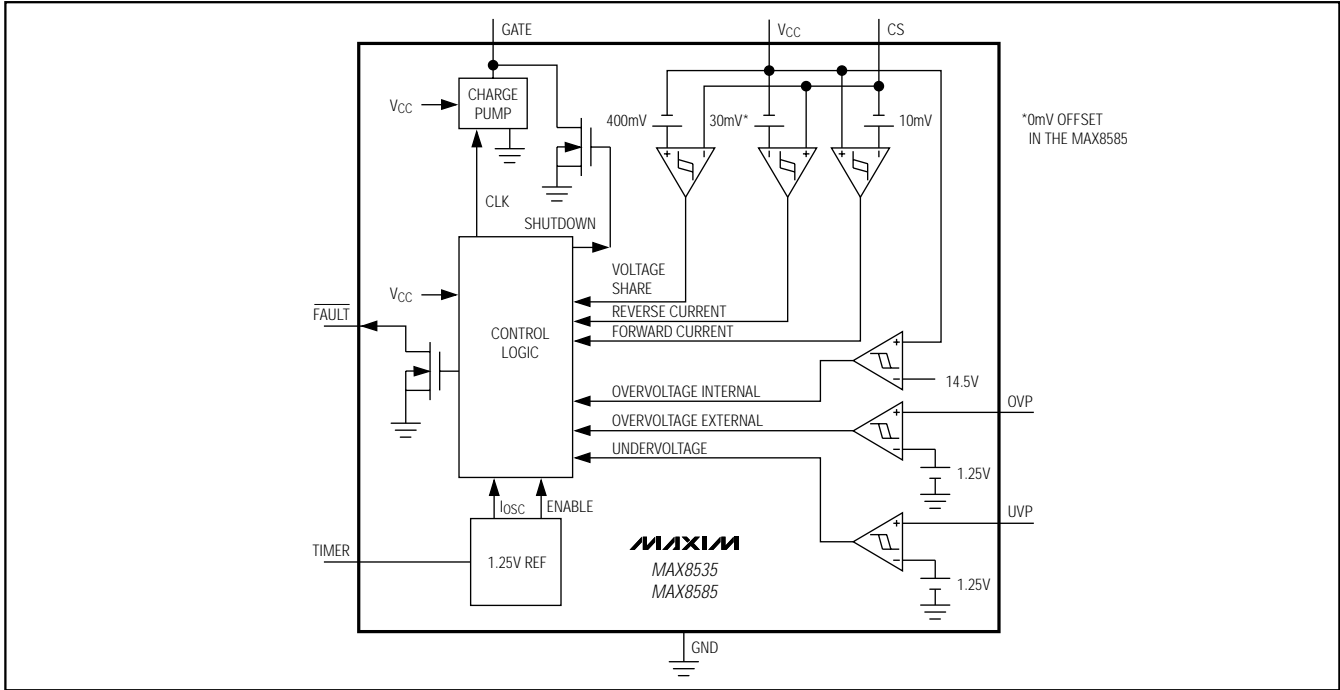 GATE
VCC
CS
CHARGE
PUMP
VCC
400mV
30mV*
10mV
*0mV OFFSET
IN THE MAX8585
+
-
-
+
+
-
CLK
SHUTDOWN
VOLTAGE
SHARE
REVERSE CURRENT
FORWARD CURRENT
VCC
FAULT
CONTROL
LOGIC
+
-
14.5V
OVERVOLTAGE INTERNAL
OVERVOLTAGE EXTERNAL
UNDERVOLTAGE
OVP
+
-
1.25V
IOSC
ENABLE
UVP
+
-
1.25V
TIMER
1.25V REF
MAXIM
MAX8535
MAX8585
GND